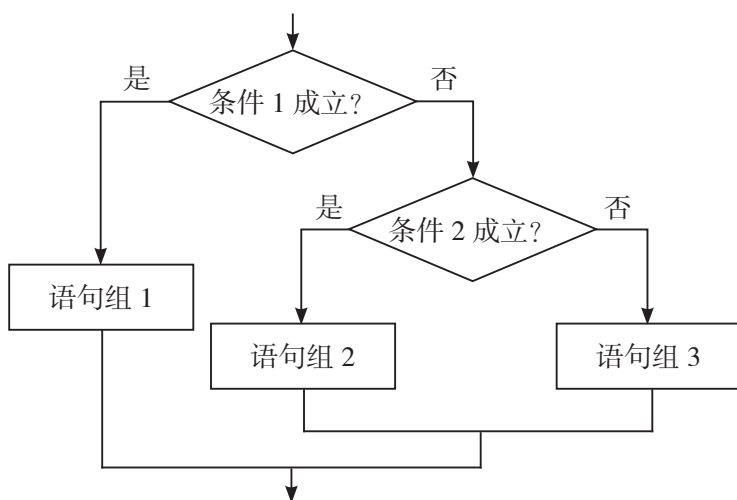 是
否
条件 1 成立?
是
否
条件 2 成立?
语句组 1
语句组 2
语句组 3